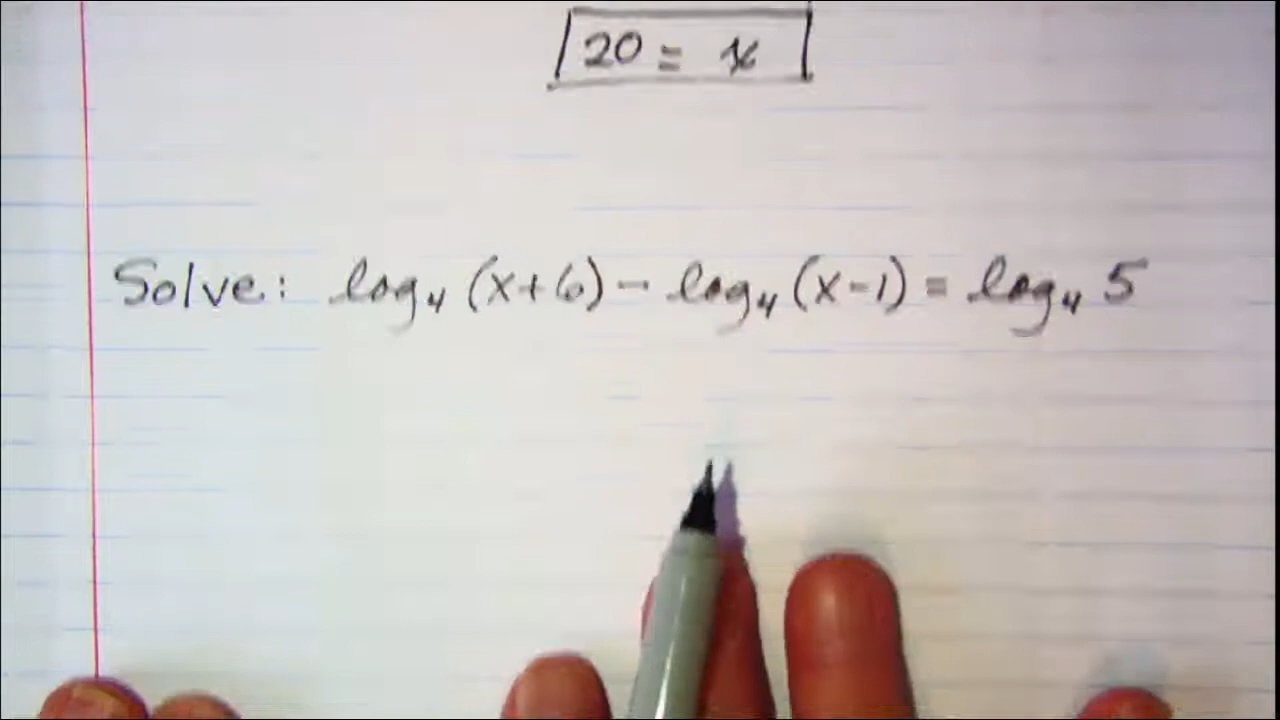 20 = x
Solve: log₄ (x+6) - log₄ (x-1) = log₄ 5